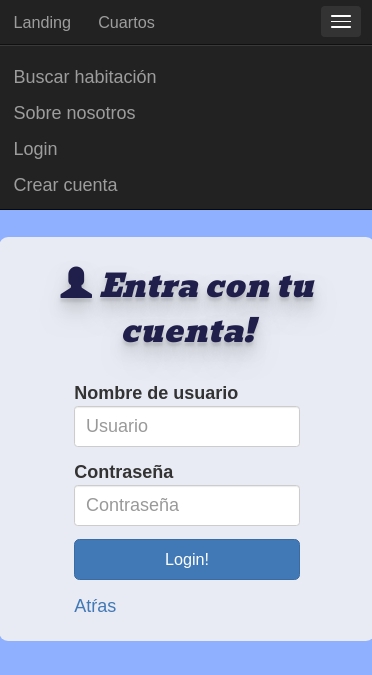 Landing Cuartos
Buscar habitación
Sobre nosotros
Login
Crear cuenta
Entra con tu
cuenta!
Nombre de usuario
Usuario
Contraseña
Contraseña
Login!
Atŕas